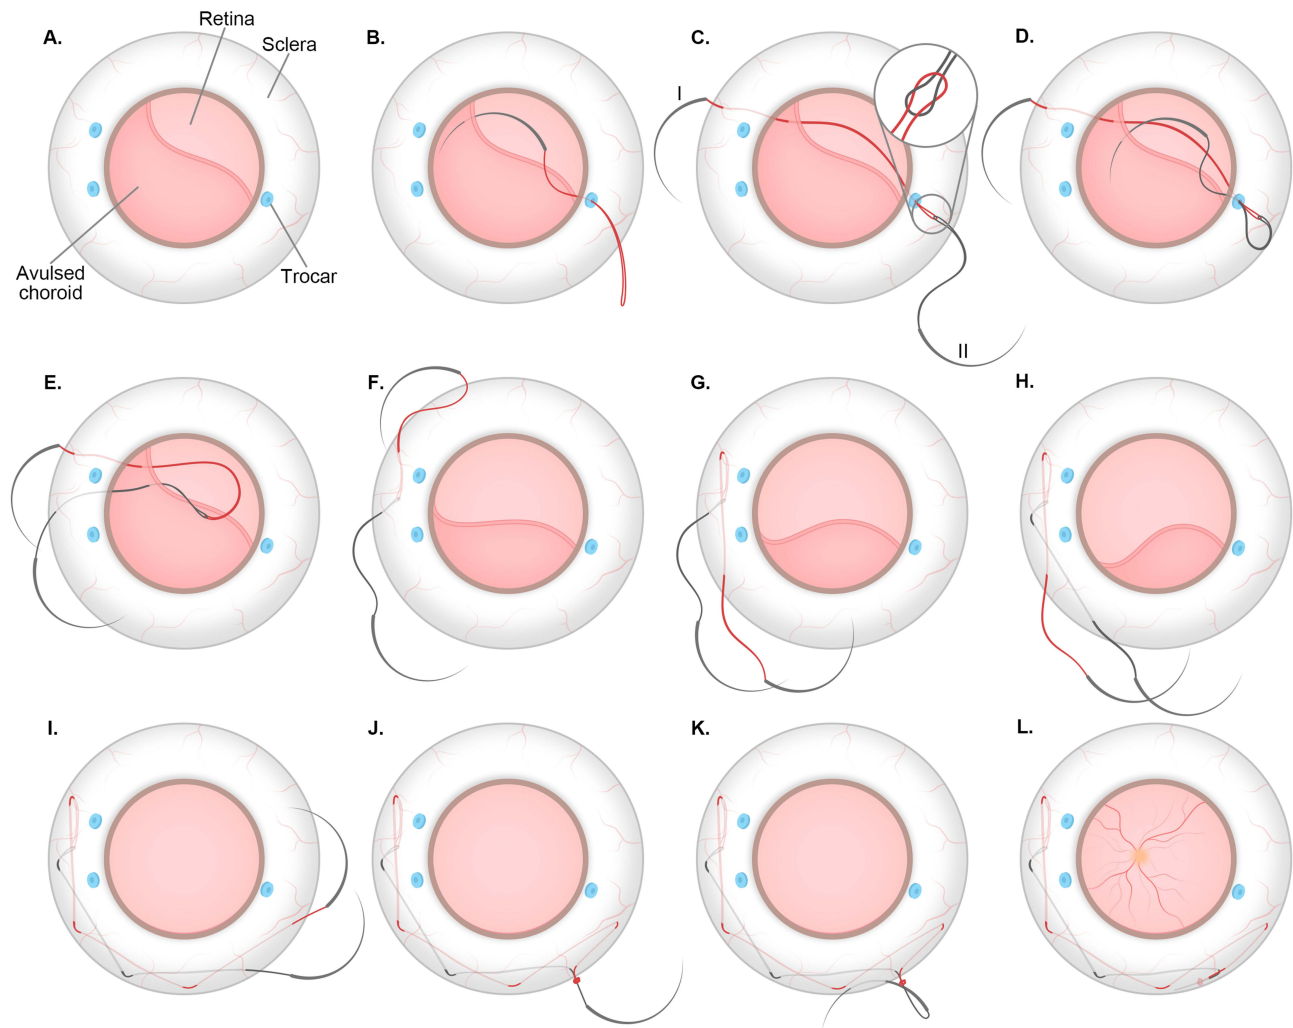 A.
Retina
Sclera
Avulsed
choroid
Trocar
B.
C.
I
II
D.
E.
F.
G.
H.
I.
J.
K.
L.